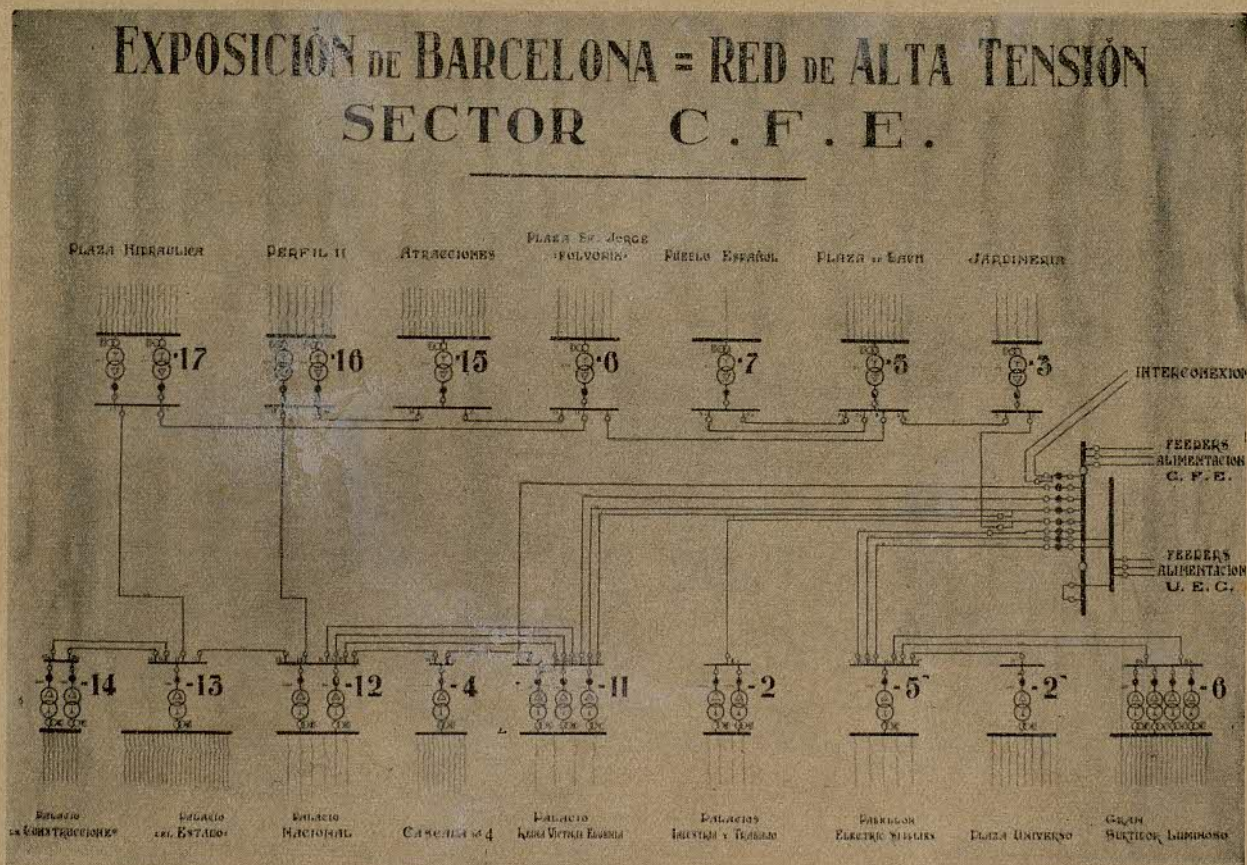 EXPOSICIÓN DE BARCELONA = RED DE ALTA TENSIÓN
SECTOR C. F. E.
PLAZA HIDRAULICA
PERFIL II
ATRACCIONES
PLAZA Sn. JORGE
"POLVORIN"
PUEBLO ESPAÑOL
PLAZA DE
JARDINERIA
17
16
15
6
7
5
3
INTERCONEXION
FEEDERS
ALIMENTACION
C. F. E.
FEEDERS
ALIMENTACION
U. E. C.
-14
-13
-12
-4
-11
-2
-5
-2
-6
PALACIO
DE CONSTRUCCIONES
PALACIO
DEL ESTADO
PALACIO
NACIONAL
CASCADA Nº 4
PALACIO
REINA VICTORIA EUGENIA
PALACIOS
INDUSTRIA Y TRABAJO
PABELLON
ELECTRIC
PLAZA UNIVERSO
GRAN
SURTIDOR LUMINOSO